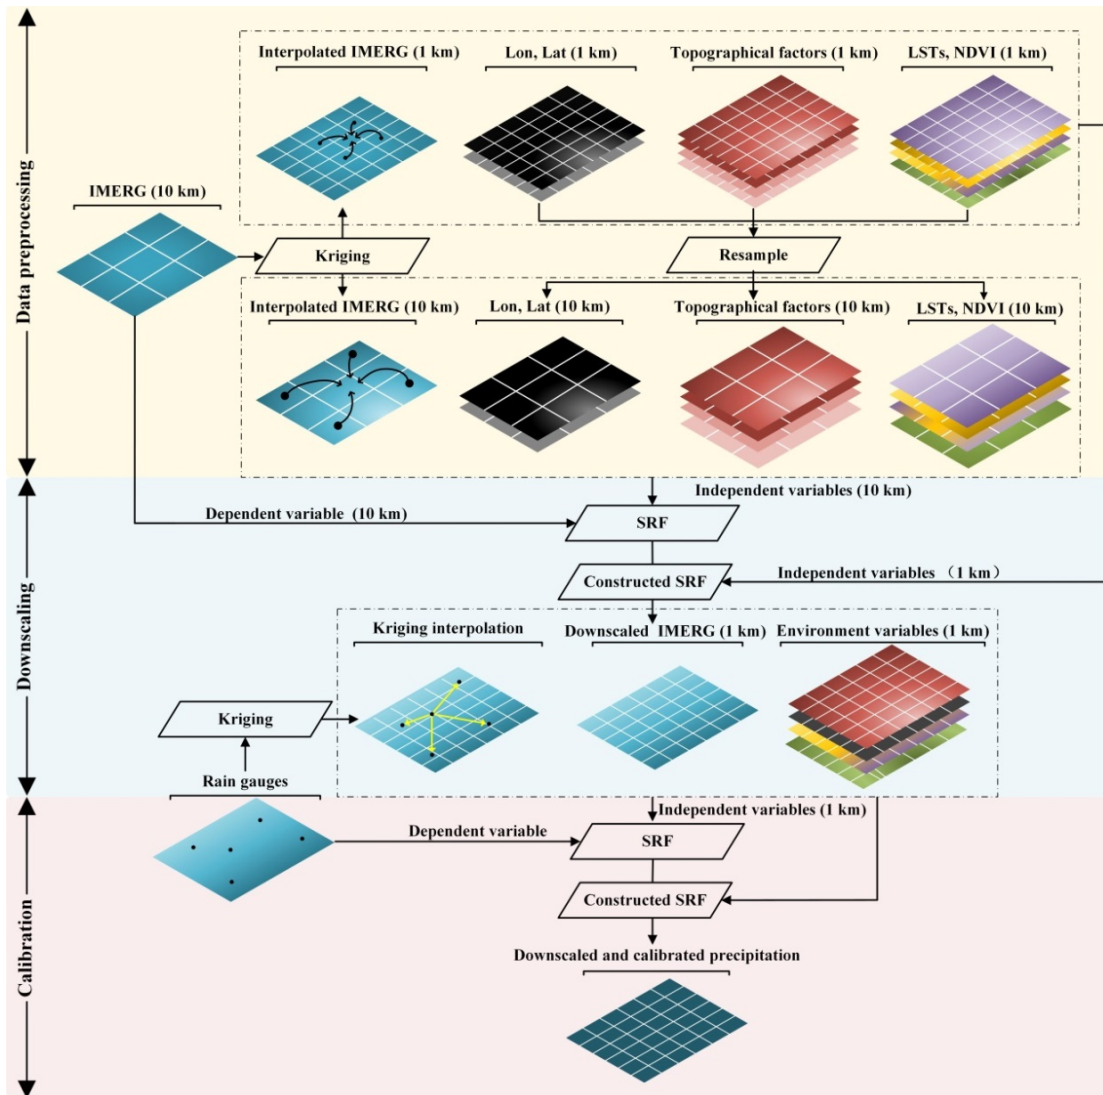 Data preprocessing
Interpolated IMERG (1 km)
Lon, Lat (1 km)
Topographical factors (1 km)
LSTs, NDVI (1 km)
IMERG (10 km)
Kriging
Resample
Interpolated IMERG (10 km)
Lon, Lat (10 km)
Topographical factors (10 km)
LSTs, NDVI (10 km)
Downscaling
Independent variables (10 km)
Dependent variable (10 km)
SRF
Constructed SRF
Independent variables （1 km）
Kriging interpolation
Downscaled IMERG (1 km)
Environment variables (1 km)
Kriging
Rain gauges
Calibration
Independent variables (1 km)
Dependent variable
SRF
Constructed SRF
Downscaled and calibrated precipitation